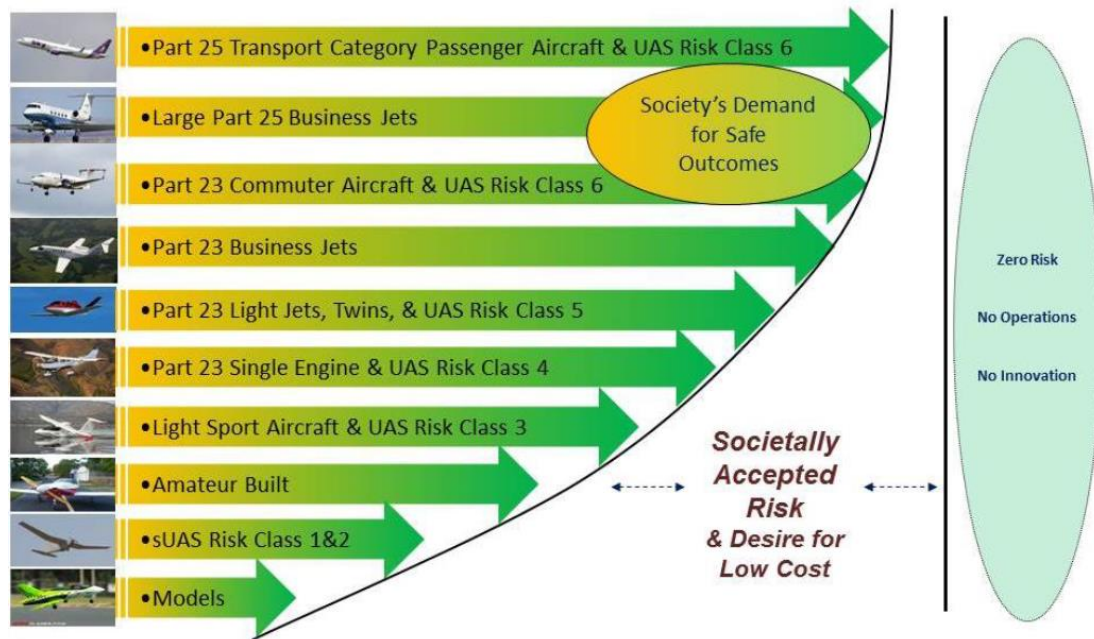 •Part 25 Transport Category Passenger Aircraft & UAS Risk Class 6
•Large Part 25 Business Jets
Society's Demand
for Safe
Outcomes
•Part 23 Commuter Aircraft & UAS Risk Class 6
•Part 23 Business Jets
•Part 23 Light Jets, Twins, & UAS Risk Class 5
•Part 23 Single Engine & UAS Risk Class 4
•Light Sport Aircraft & UAS Risk Class 3
•Amateur Built
•sUAS Risk Class 1&2
•Models
Societally
Accepted
Risk
& Desire for
Low Cost
Zero Risk
No Operations
No Innovation